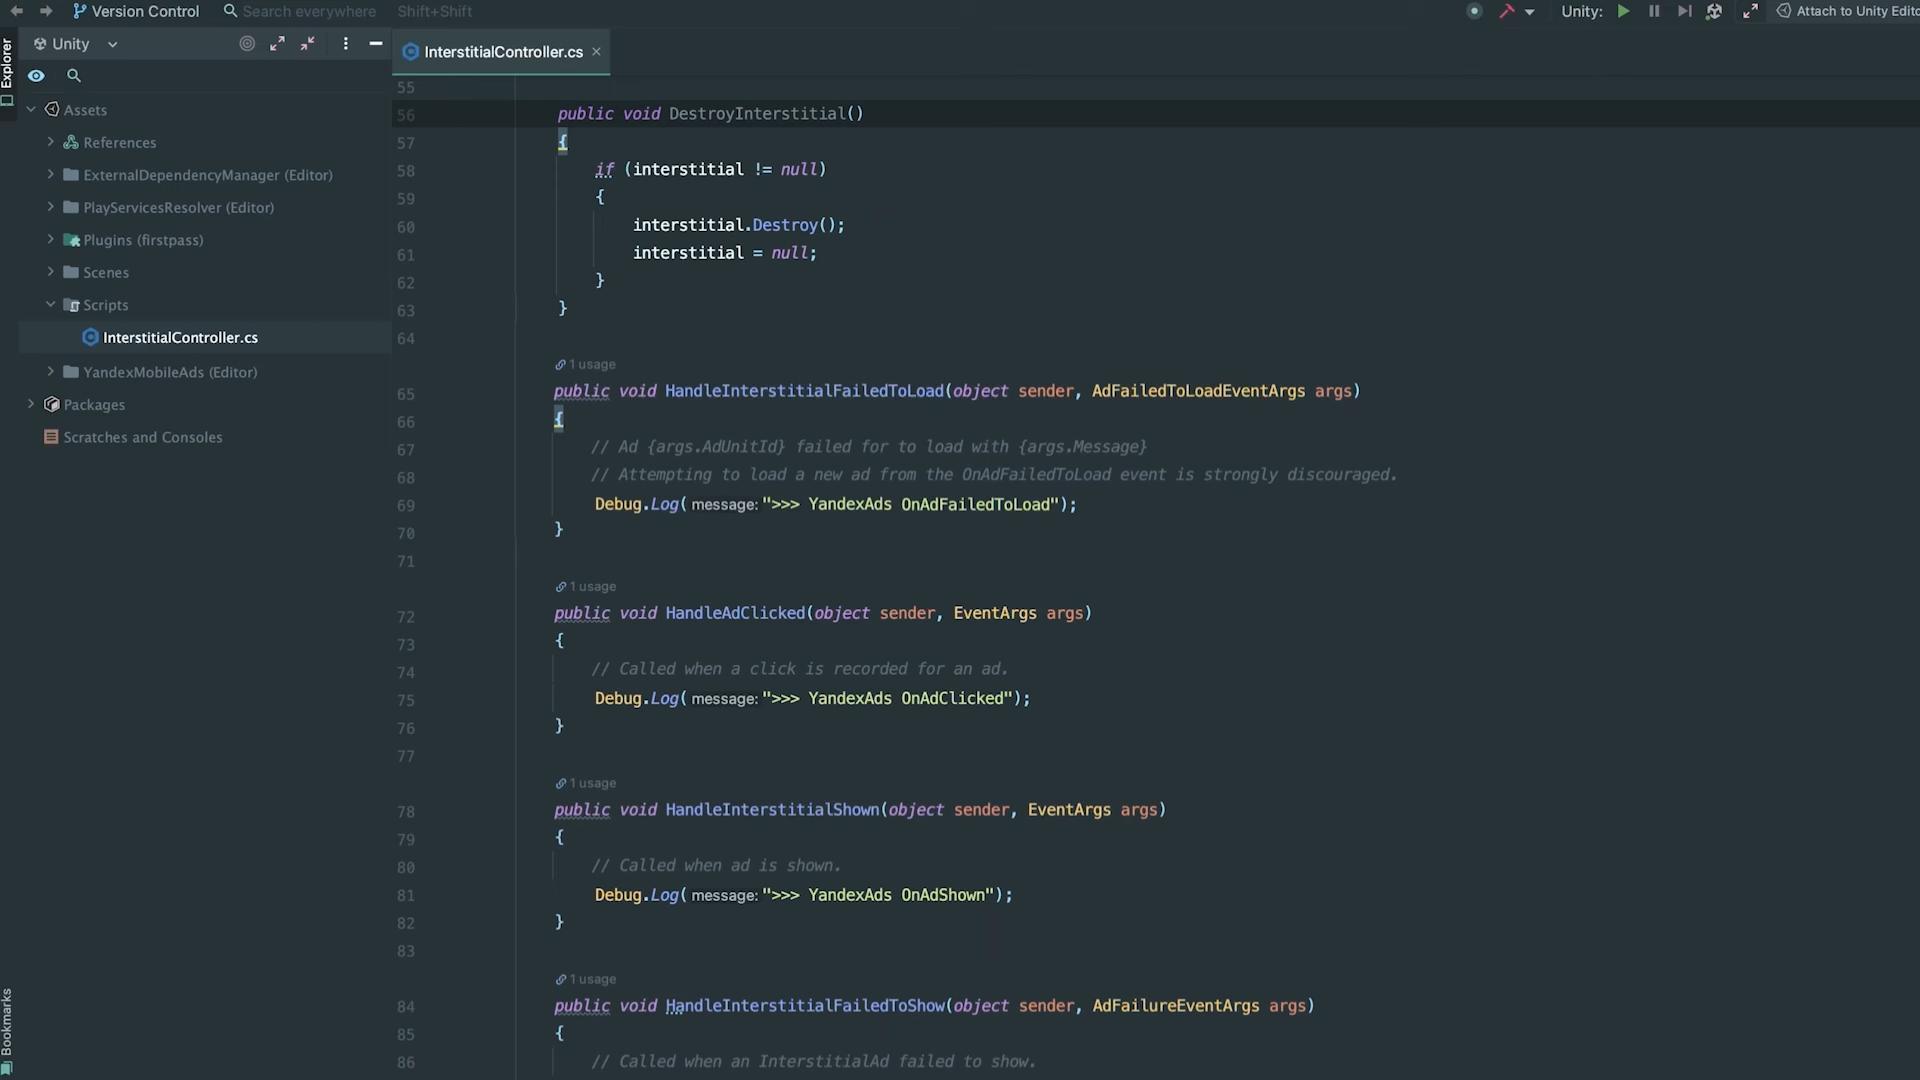 Version Control
Search everywhere Shift+Shift
Unity:
Attach to Unity Edito
Explorer
Unity
InterstitialController.cs
Assets
References
ExternalDependencyManager (Editor)
PlayServicesResolver (Editor)
Plugins (firstpass)
Scenes
Scripts
InterstitialController.cs
YandexMobileAds (Editor)
Packages
Scratches and Consoles
Bookmarks
55
56 public void DestroyInterstitial()
57 {
58 if (interstitial != null)
59 {
60 interstitial.Destroy();
61 interstitial = null;
62 }
63 }
64
1 usage
65 public void HandleInterstitialFailedToLoad(object sender, AdFailedToLoadEventArgs args)
66 {
67 // Ad {args.AdUnitId} failed for to load with {args.Message}
68 // Attempting to load a new ad from the OnAdFailedToLoad event is strongly discouraged.
69 Debug.Log( message: ">>> YandexAds OnAdFailedToLoad");
70 }
71
1 usage
72 public void HandleAdClicked(object sender, EventArgs args)
73 {
74 // Called when a click is recorded for an ad.
75 Debug.Log( message: ">>> YandexAds OnAdClicked");
76 }
77
1 usage
78 public void HandleInterstitialShown(object sender, EventArgs args)
79 {
80 // Called when ad is shown.
81 Debug.Log( message: ">>> YandexAds OnAdShown");
82 }
83
1 usage
84 public void HandleInterstitialFailedToShow(object sender, AdFailureEventArgs args)
85 {
86 // Called when an InterstitialAd failed to show.